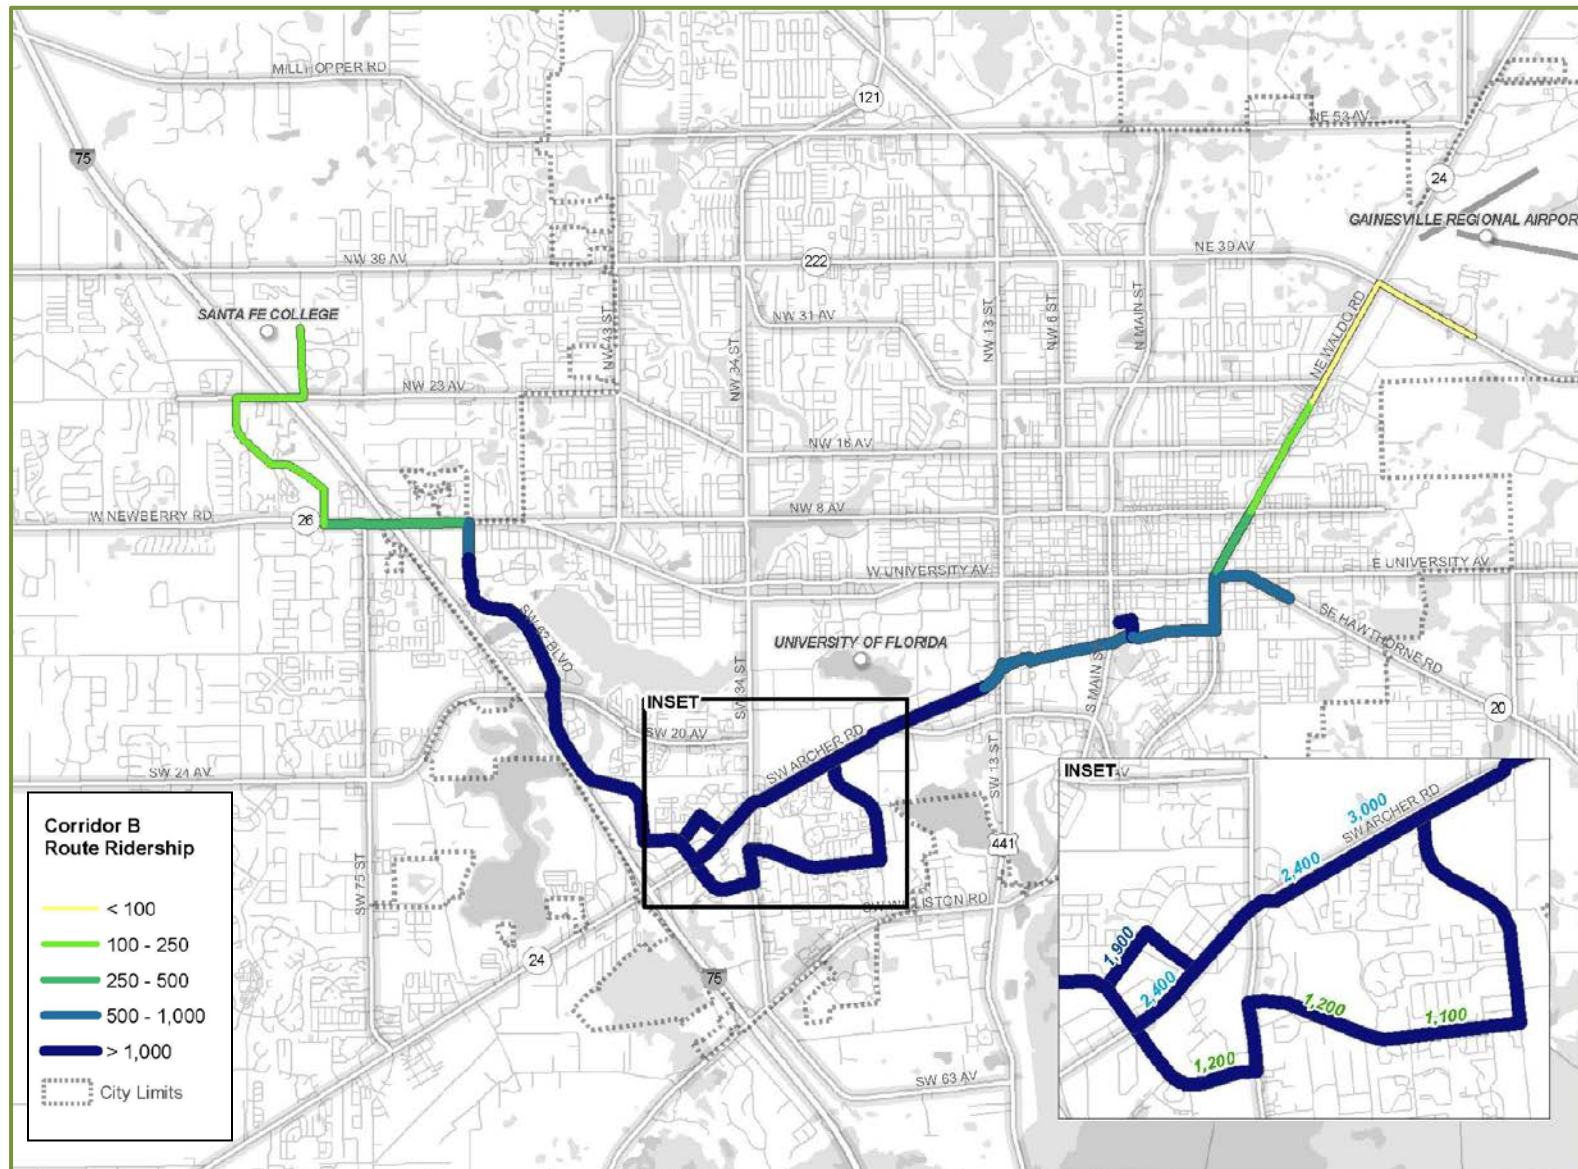 MILLHOPPER RD
121
NE 53 AV
75
24
GAINESVILLE REGIONAL AIRPOR
NW 39 AV
222
NE 39 AV
SANTA FE COLLEGE
NW 43 ST
NW 34 ST
NW 31 AV
NW 13 ST
NW 6 ST
N MAIN ST
NE WALDO RD
NW 23 AV
NW 16 AV
W NEWBERRY RD
26
NW 8 AV
W UNIVERSITY AV
E UNIVERSITY AV
SW 62 BLVD
UNIVERSITY OF FLORIDA
SE HAWTHORNE RD
SW 34 ST
S MAIN S
20
INSET
SW 20 AV
SW ARCHER RD
SW 13 ST
SW 24 AV
INSET
AV
3,000
SW ARCHER RD
2,400
1,900
2,400
1,200
1,100
1,200
441
SW 75 ST
SW WILLISTON RD
24
75
SW 63 AV
Corridor B
Route Ridership
< 100
100 - 250
250 - 500
500 - 1,000
> 1,000
City Limits